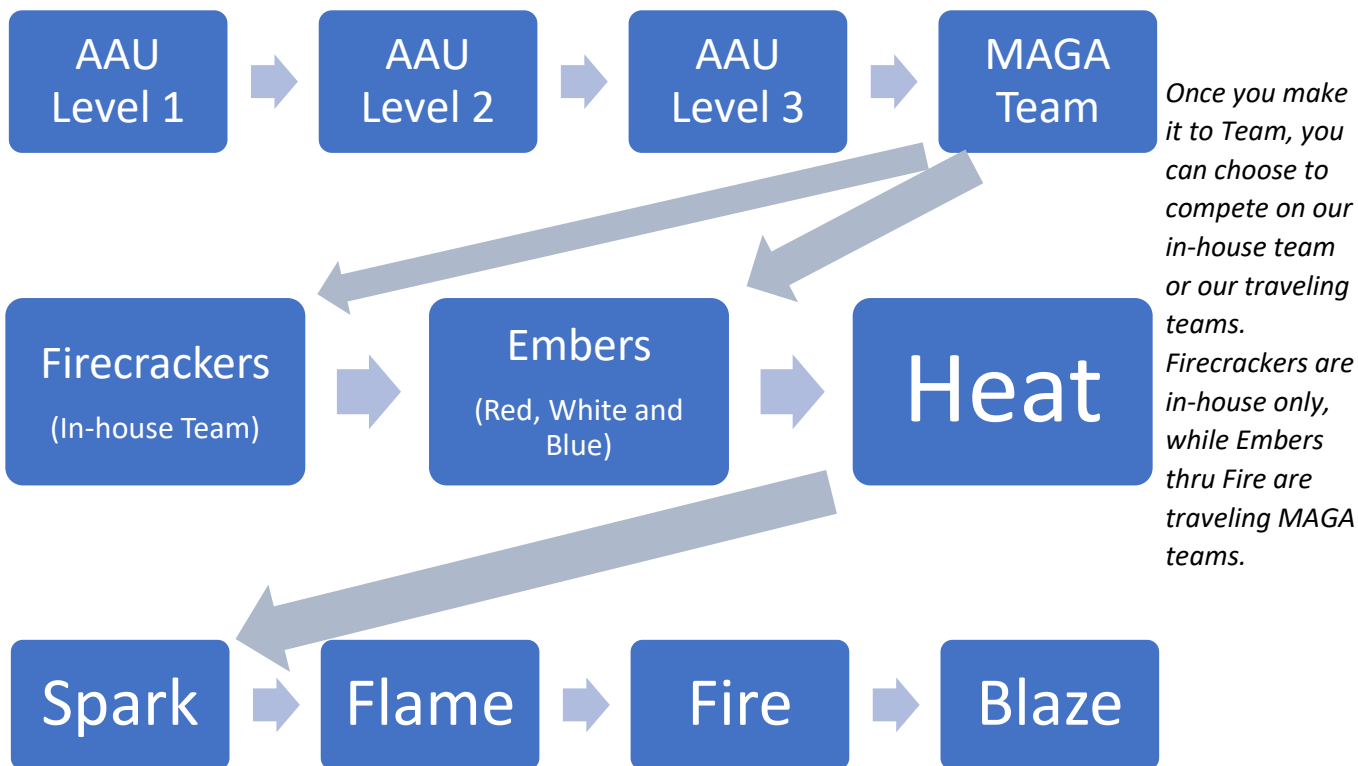 AAU
Level 1
AAU
Level 2
AAU
Level 3
MAGA
Team
Once you make
it to Team, you
can choose to
compete on our
in-house team
or our traveling
teams.
Firecrackers are
in-house only,
while Embers
thru Fire are
traveling MAGA
teams.
Firecrackers
(In-house Team)
Embers
(Red, White and
Blue)
Heat
Spark
Flame
Fire
Blaze